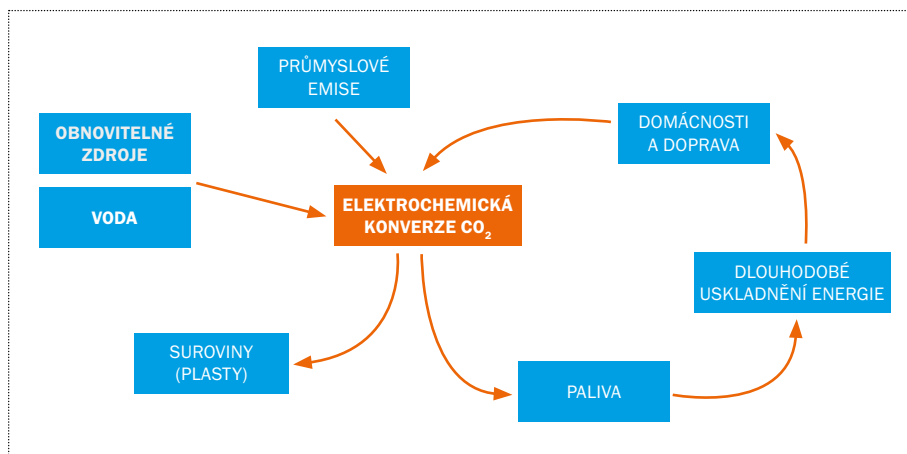 PRŮMYSLOVÉ
EMISE
OBNOVITELNÉ
ZDROJE
VODA
DOMÁCNOSTI
A DOPRAVA
ELEKTROCHEMICKÁ
KONVERZE CO₂
DLOUHODOBÉ
USKLADNĚNÍ ENERGIE
SUROVINY
(PLASTY)
PALIVA